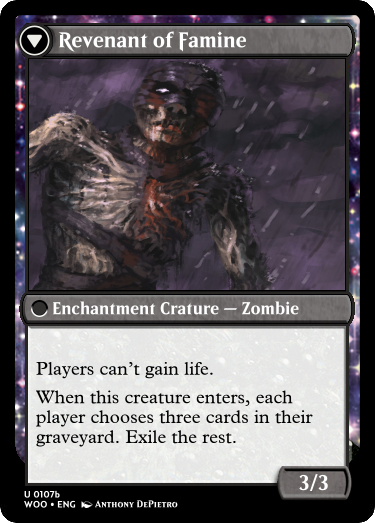 Revenant of Famine
Enchantment Crature — Zombie
Players can't gain life.
When this creature enters, each
player chooses three cards in their
graveyard. Exile the rest.
3/3
U 0107b
WOO • ENG Anthony DePietro